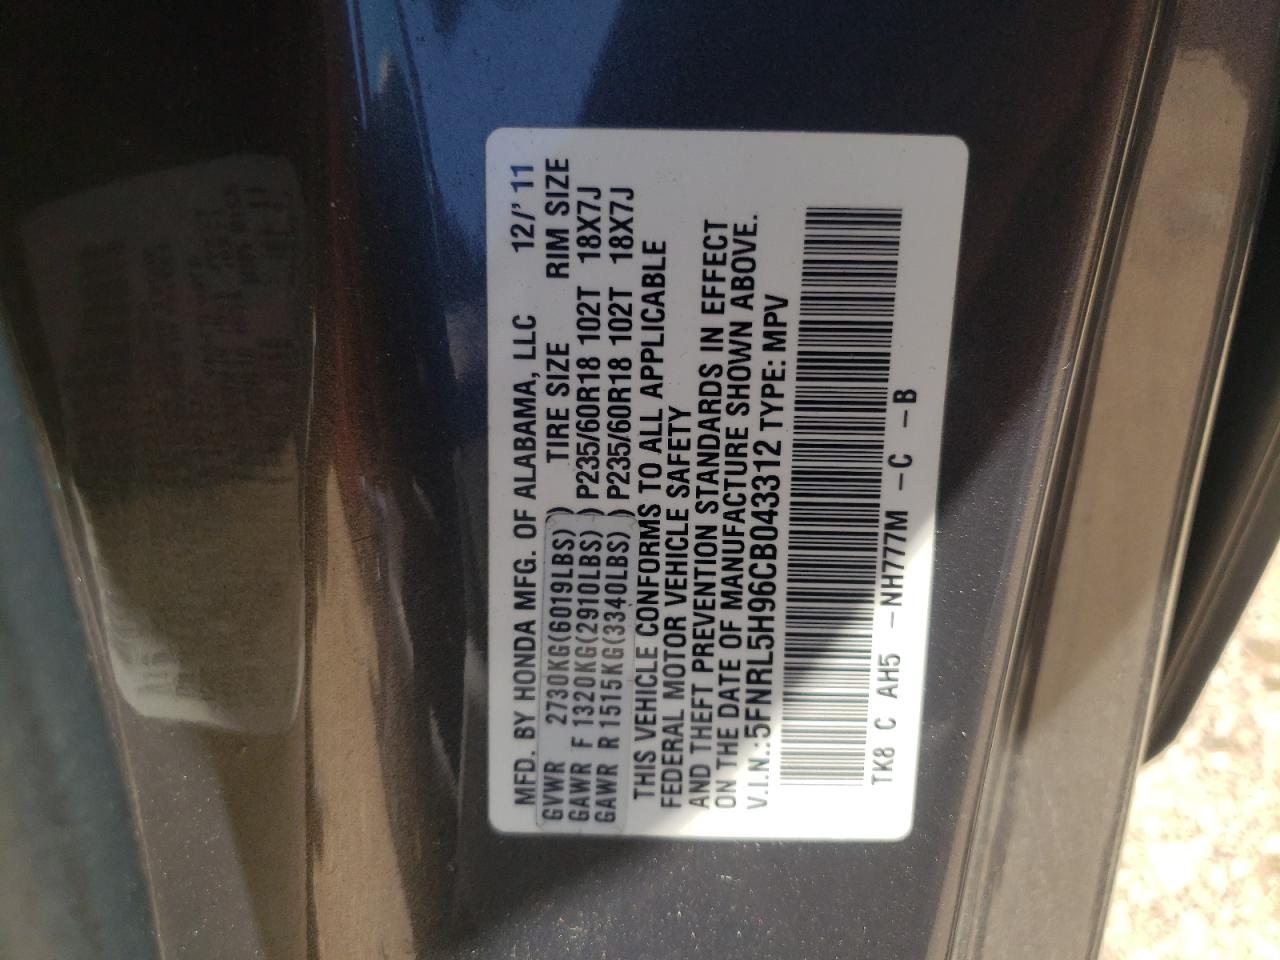 MFD. BY HONDA MFG. OF ALABAMA, LLC 12/' 11
GVWR 2730KG(6019LBS) TIRE SIZE RIM SIZE
GAWR F 1320KG(2910LBS) P235/60R18 102T 18X7J
GAWR R 1515KG(3340LBS) P235/60R18 102T 18X7J
THIS VEHICLE CONFORMS TO ALL APPLICABLE
FEDERAL MOTOR VEHICLE SAFETY
AND THEFT PREVENTION STANDARDS IN EFFECT
ON THE DATE OF MANUFACTURE SHOWN ABOVE.
V.I.N.:5FNRL5H96CB043312 TYPE: MPV
TK8 C AH5 -NH777M -C -B